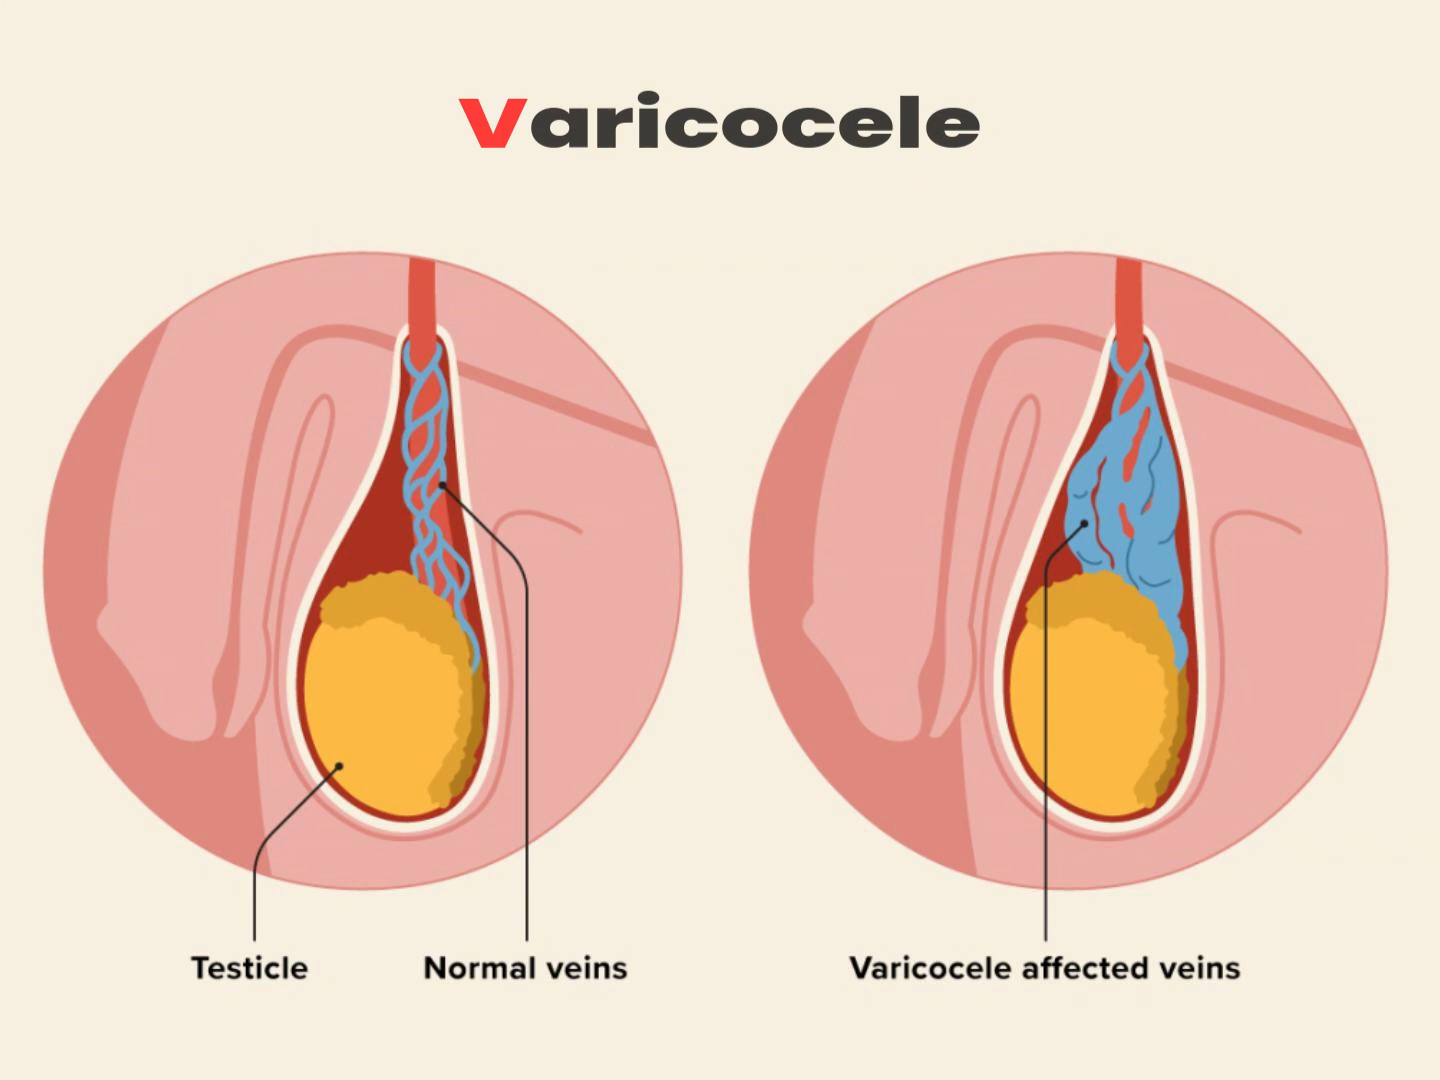 Varicocele
Testicle
Normal veins
Varicocele affected veins